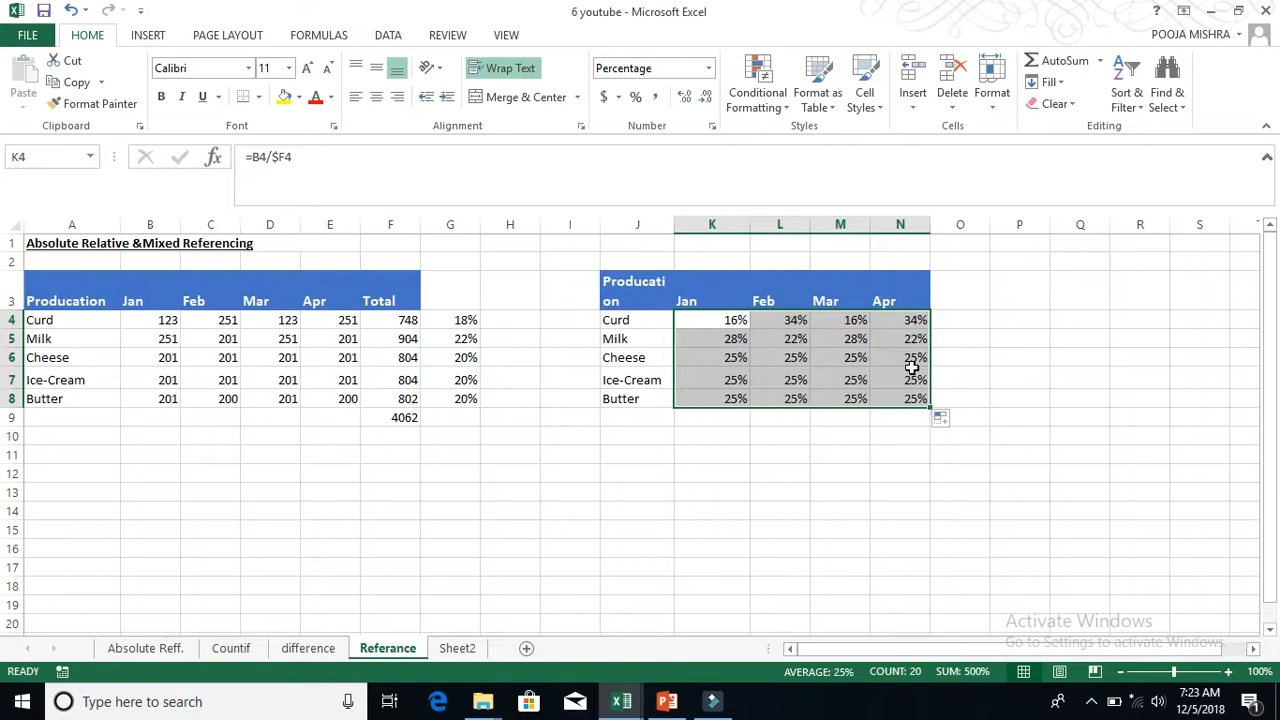 6 youtube - Microsoft Excel
?
FILE HOME INSERT PAGE LAYOUT FORMULAS DATA REVIEW VIEW POOJA MISHRA
Paste
Cut
Copy
Format Painter
Clipboard
Calibri 11
B I U
Font
Wrap Text
Merge & Center
Alignment
Percentage
$ % ,
Number
Conditional Formatting
Format as Table
Cell Styles
Styles
Insert Delete Format
Cells
AutoSum
Fill
Clear
Sort & Filter
Find & Select
Editing
K4 fx =B4/$F4
A B C D E F G H I J K L M N O P Q R S
1 Absolute Relative &Mixed Referencing
2
3 Producation Jan Feb Mar Apr Total Producati on Jan Feb Mar Apr
4 Curd 123 251 123 251 748 18% Curd 16% 34% 16% 34%
5 Milk 251 201 251 201 904 22% Milk 28% 22% 28% 22%
6 Cheese 201 201 201 201 804 20% Cheese 25% 25% 25% 25%
7 Ice-Cream 201 201 201 201 804 20% Ice-Cream 25% 25% 25% 25%
8 Butter 201 200 201 200 802 20% Butter 25% 25% 25% 25%
9 4062
10
11
12
13
14
15
16
17
18
19
20
Activate Windows
Go to Settings to activate Windows.
Absolute Reff. Countif difference Referance sheet2
READY AVERAGE: 25% COUNT: 20 SUM: 500% 100%
Type here to search
7:23 AM
12/5/2018
1